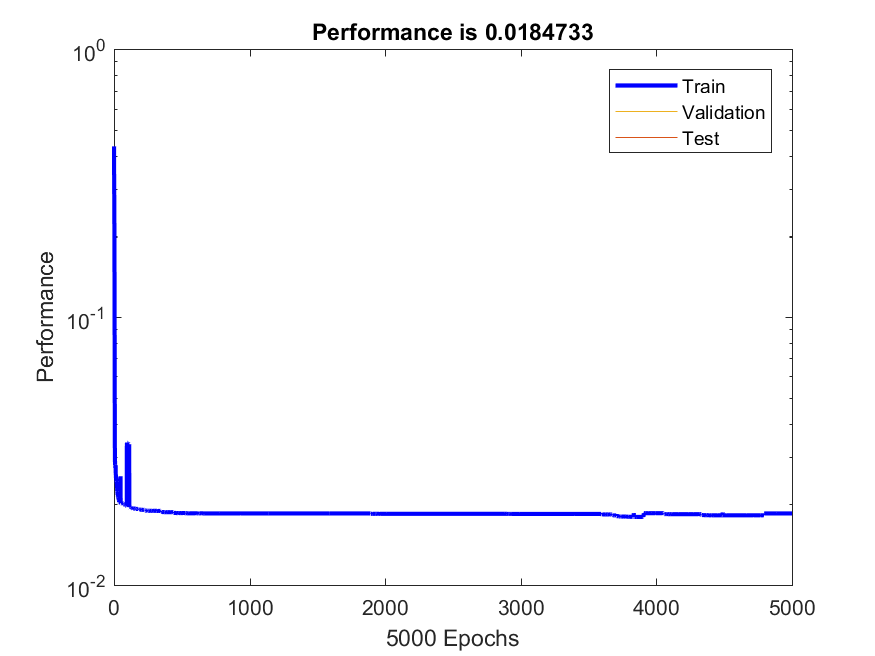 Performance is 0.0184733
10^0
10^-1
10^-2
Performance
Train
Validation
Test
0
1000
2000
3000
4000
5000
5000 Epochs